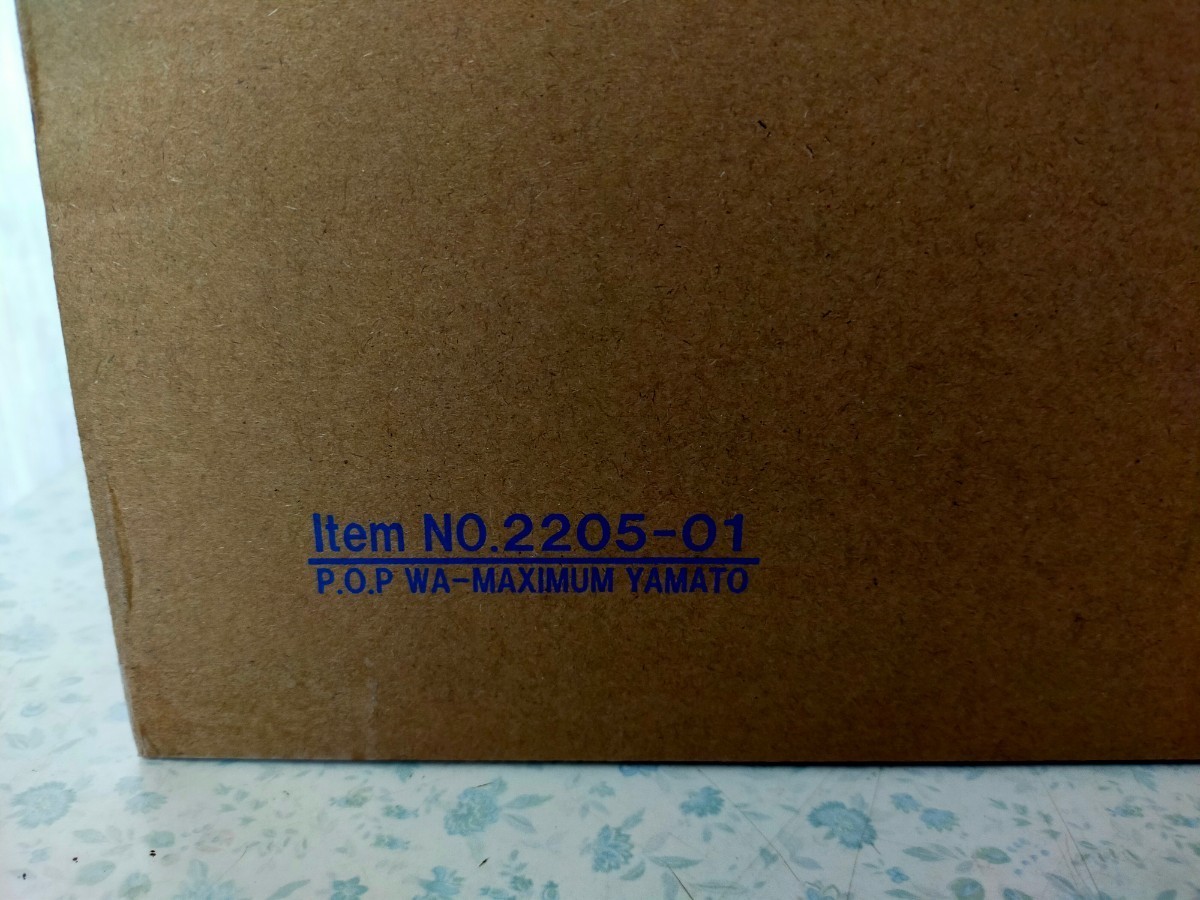 Item NO.2205-01
P.O.P WA-MAXIMUM YAMATO